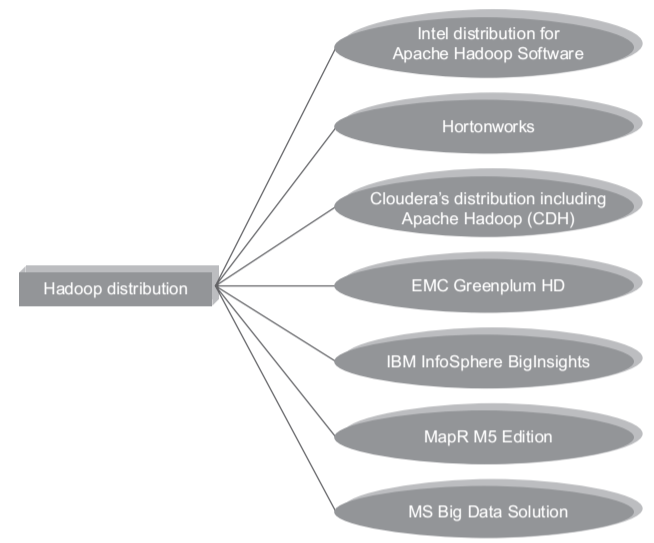 Intel distribution for
Apache Hadoop Software
Hortonworks
Cloudera's distribution including
Apache Hadoop (CDH)
Hadoop distribution
EMC Greenplum HD
IBM InfoSphere BigInsights
MapR M5 Edition
MS Big Data Solution